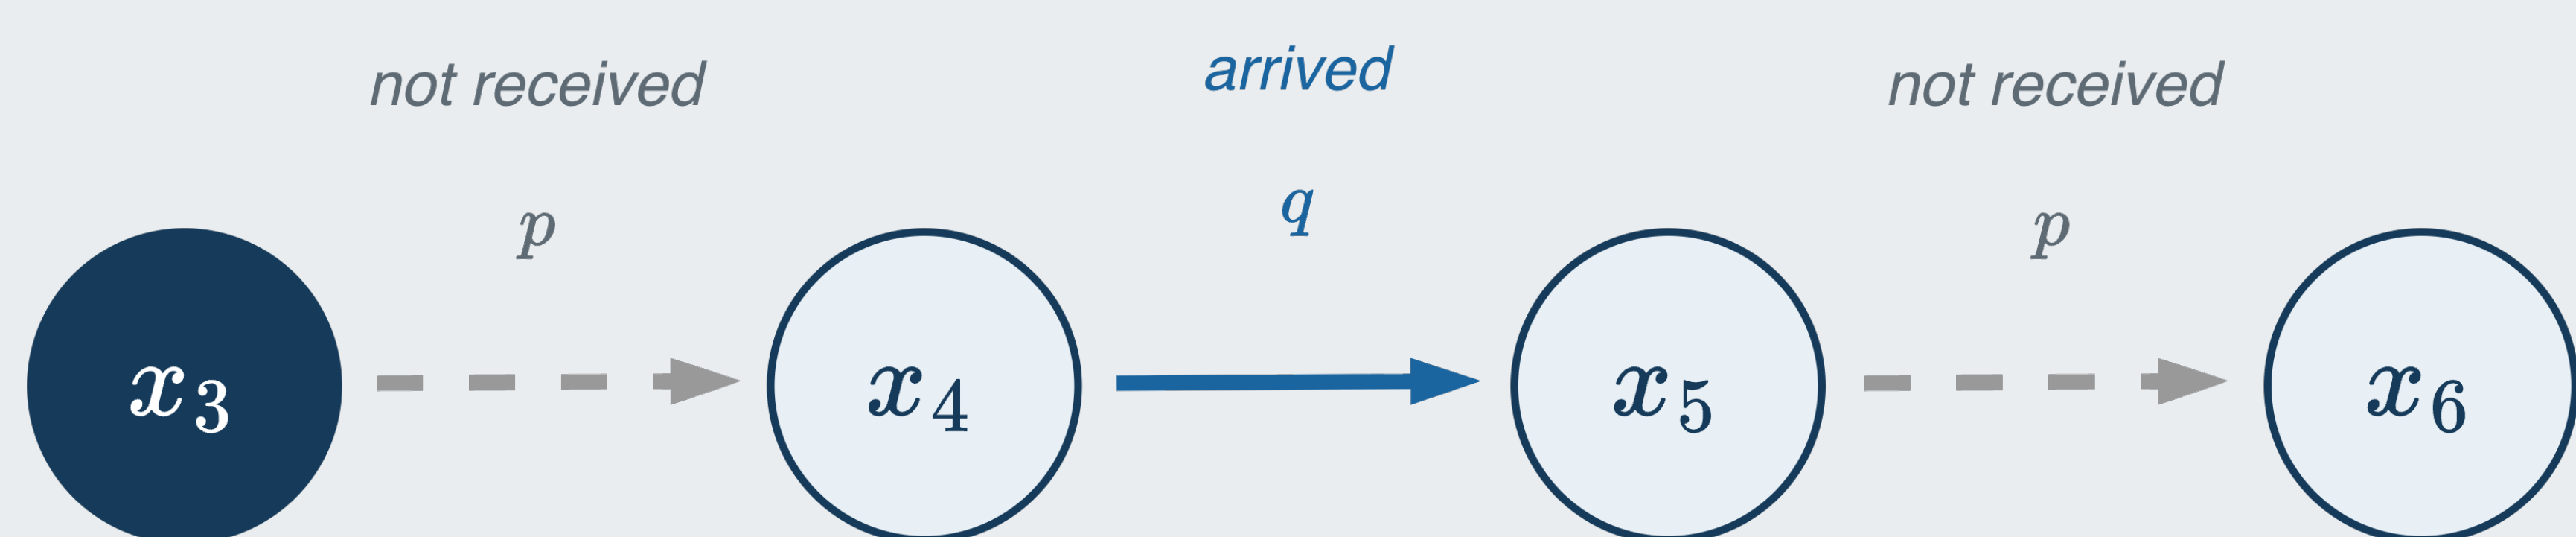 not received
arrived
not received
p
q
p
x₃
x₄
x₅
x₆